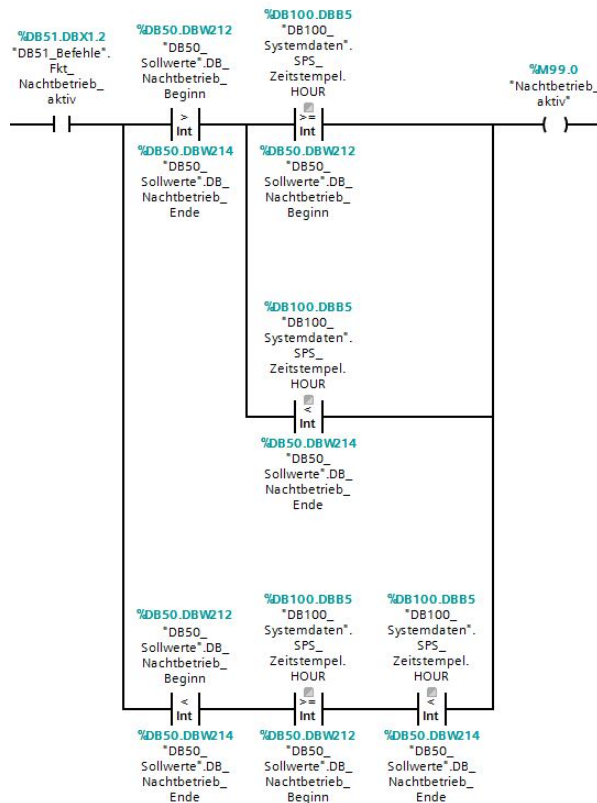 %DB51.DBX1.2
"DB51_Befehle".
Fkt_
Nachtbetrieb_
aktiv
%DB50.DBW212
"DB50_
Sollwerte".DB_
Nachtbetrieb_
Beginn
>
Int
%DB50.DBW214
"DB50_
Sollwerte".DB_
Nachtbetrieb_
Ende
%DB100.DBB5
"DB100_
Systemdaten".
SPS_
Zeitstempel.
HOUR
>=
Int
%DB50.DBW212
"DB50_
Sollwerte".DB_
Nachtbetrieb_
Beginn
%M99.0
"Nachtbetrieb_
aktiv"
%DB100.DBB5
"DB100_
Systemdaten".
SPS_
Zeitstempel.
HOUR
<
Int
%DB50.DBW214
"DB50_
Sollwerte".DB_
Nachtbetrieb_
Ende
%DB50.DBW212
"DB50_
Sollwerte".DB_
Nachtbetrieb_
Beginn
<
Int
%DB50.DBW214
"DB50_
Sollwerte".DB_
Nachtbetrieb_
Ende
%DB100.DBB5
"DB100_
Systemdaten".
SPS_
Zeitstempel.
HOUR
>=
Int
%DB50.DBW212
"DB50_
Sollwerte".DB_
Nachtbetrieb_
Beginn
%DB100.DBB5
"DB100_
Systemdaten".
SPS_
Zeitstempel.
HOUR
<
Int
%DB50.DBW214
"DB50_
Sollwerte".DB_
Nachtbetrieb_
Ende